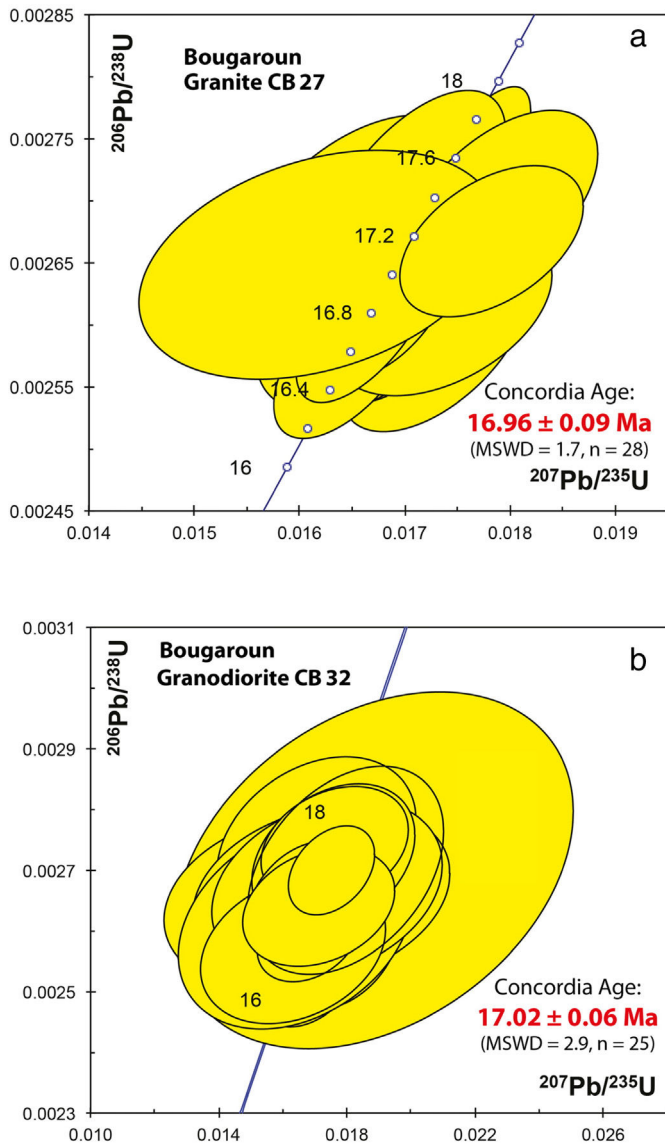 0.00285
0.00275
0.00265
0.00255
0.00245
²⁰⁶Pb/²³⁸U
Bougaroun
Granite CB 27
a
18
17.6
17.2
16.8
16.4
16
Concordia Age:
16.96 ± 0.09 Ma
(MSWD = 1.7, n = 28)
²⁰⁷Pb/²³⁵U
0.014 0.015 0.016 0.017 0.018 0.019
0.0031
0.0029
0.0027
0.0025
0.0023
²⁰⁶Pb/²³⁸U
Bougaroun
Granodiorite CB 32
b
18
16
Concordia Age:
17.02 ± 0.06 Ma
(MSWD = 2.9, n = 25)
²⁰⁷Pb/²³⁵U
0.010 0.014 0.018 0.022 0.026